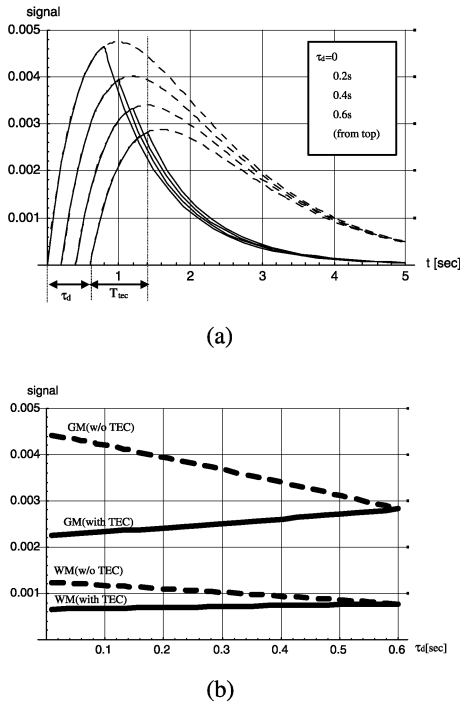 signal
0.005
0.004
0.003
0.002
0.001
τd=0
0.2s
0.4s
0.6s
(from top)
1
2
3
4
5
t [sec]
τd
Ttec
(a)
signal
0.005
0.004
0.003
0.002
0.001
GM(w/o TEC)
GM(with TEC)
WM(w/o TEC)
WM(with TEC)
0.1
0.2
0.3
0.4
0.5
0.6
τd[sec]
(b)